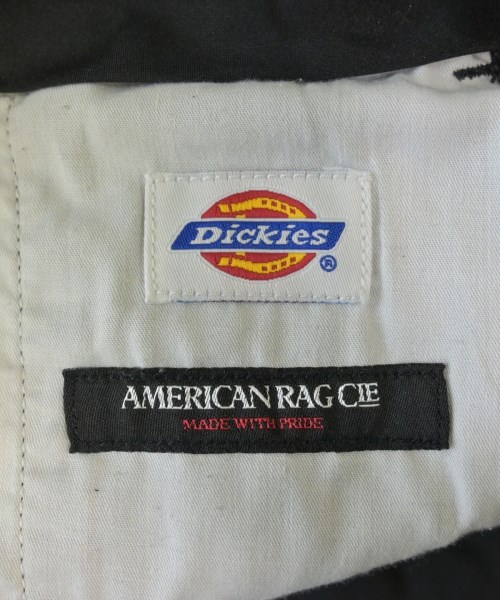 Dickies
®
AMERICAN RAG CIE
MADE WITH PRIDE